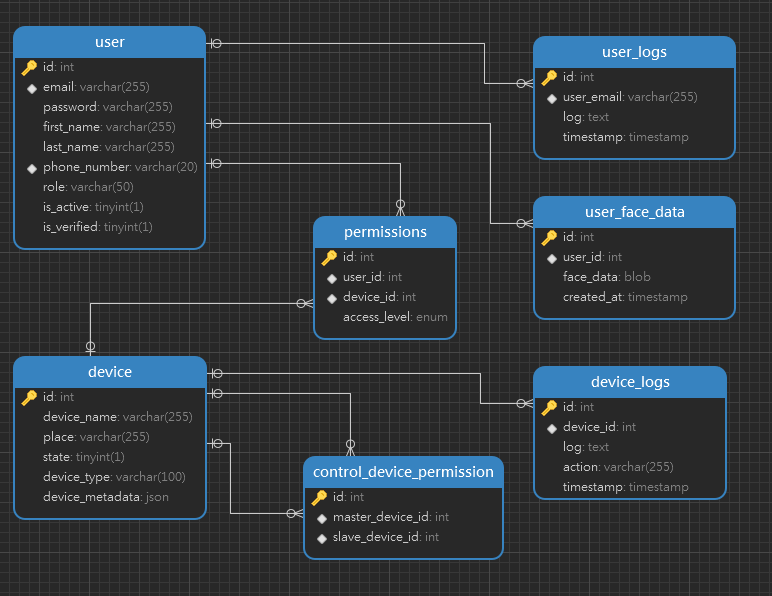 user
id: int
email: varchar(255)
password: varchar(255)
first_name: varchar(255)
last_name: varchar(255)
phone_number: varchar(20)
role: varchar(50)
is_active: tinyint(1)
is_verified: tinyint(1)
user_logs
id: int
user_email: varchar(255)
log: text
timestamp: timestamp
user_face_data
id: int
user_id: int
face_data: blob
created_at: timestamp
permissions
id: int
user_id: int
device_id: int
access_level: enum
device
id: int
device_name: varchar(255)
place: varchar(255)
state: tinyint(1)
device_type: varchar(100)
device_metadata: json
device_logs
id: int
device_id: int
log: text
action: varchar(255)
timestamp: timestamp
control_device_permission
id: int
master_device_id: int
slave_device_id: int